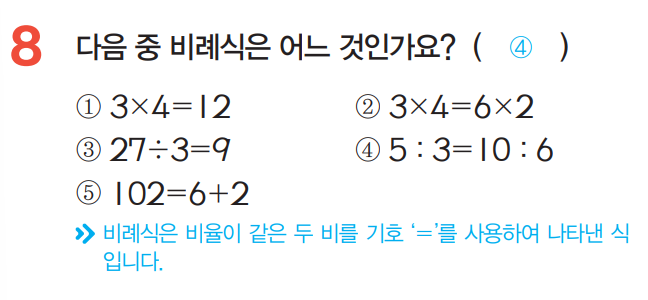 8 다음 중 비례식은 어느 것인가요? ( ④ )
① 3×4=12 ② 3×4=6×2
③ 27÷3=9 ④ 5 : 3=10 : 6
⑤ 102=6+2
≫ 비례식은 비율이 같은 두 비를 기호 ‘=’를 사용하여 나타낸 식
입니다.